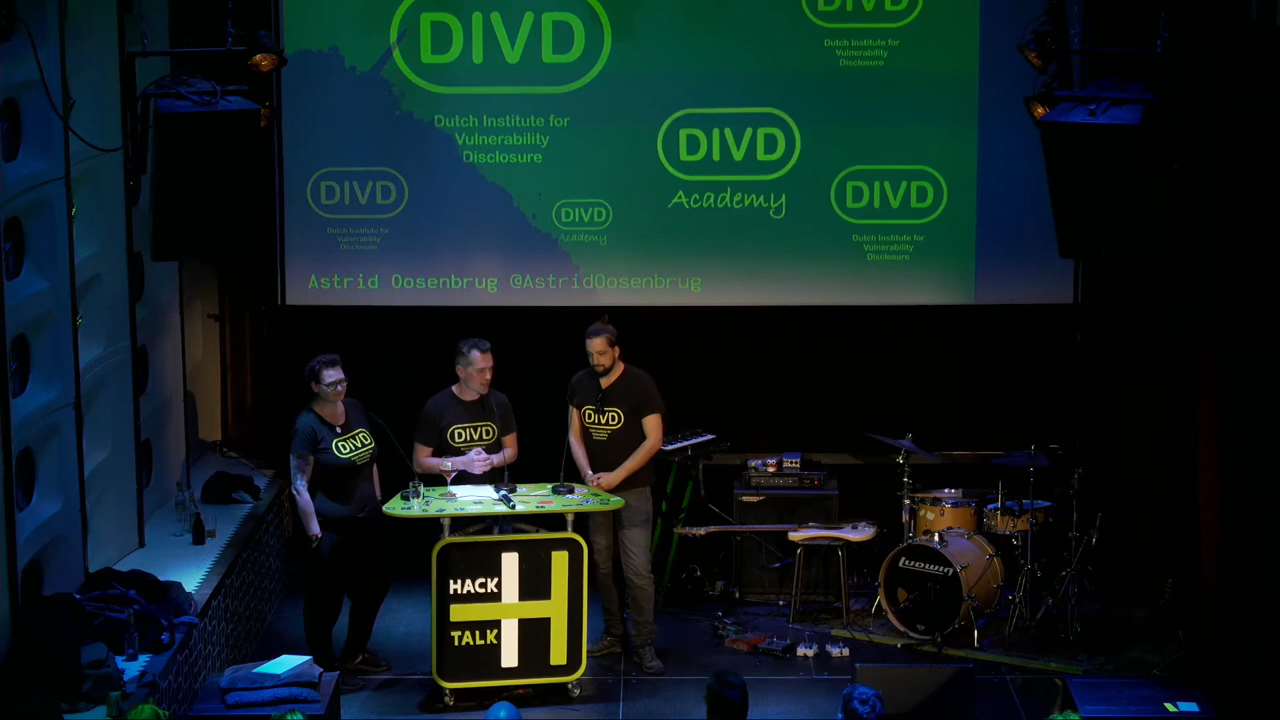 DIVD
Dutch Institute for
Vulnerability
Disclosure
DIVD
Dutch Institute for
Vulnerability
Disclosure
DIVD
Academy
DIVD
Dutch Institute for
Vulnerability
Disclosure
DIVD
Academy
DIVD
Dutch Institute for
Vulnerability
Disclosure
Astrid Oosenbrug @AstridOosenbrug
DIVD
DIVD
DIVD
HACK
TALK
H
Ludwig